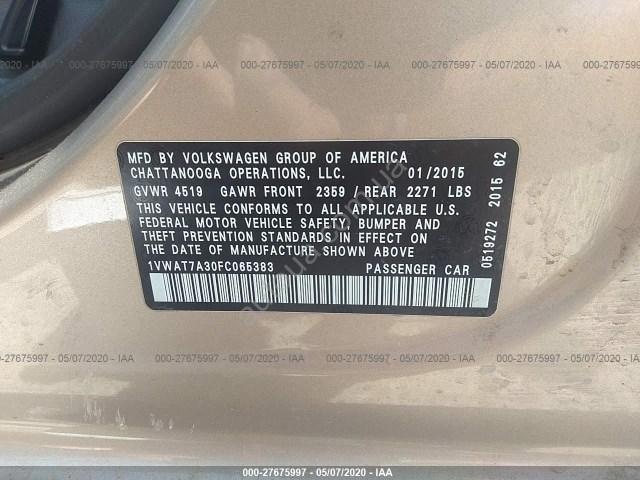 000-27675997 - 05/07/2020 - IAA
000-27675997 - 05/07/2020 - IAA
000-27675997 - 05/07/2020 - IAA
MFD BY VOLKSWAGEN GROUP OF AMERICA
CHATTANOOGA OPERATIONS, LLC. 01/2015
GVWR 4519 GAWR FRONT 2359 / REAR 2271 LBS
THIS VEHICLE CONFORMS TO ALL APPLICABLE U.S.
FEDERAL MOTOR VEHICLE SAFETY, BUMPER AND
THEFT PREVENTION STANDARDS IN EFFECT ON
THE DATE OF MANUFACTURE SHOWN ABOVE
1VWAT7A30FC065383 PASSENGER CAR
0519272 2015 62
000-27675997 - 05/07/2020 - IAA
000-27675997 - 05/07/2020 - IAA
000-27675997 - 05/07/2020 - IAA
000-27675997 - 05/07/2020 - IAA